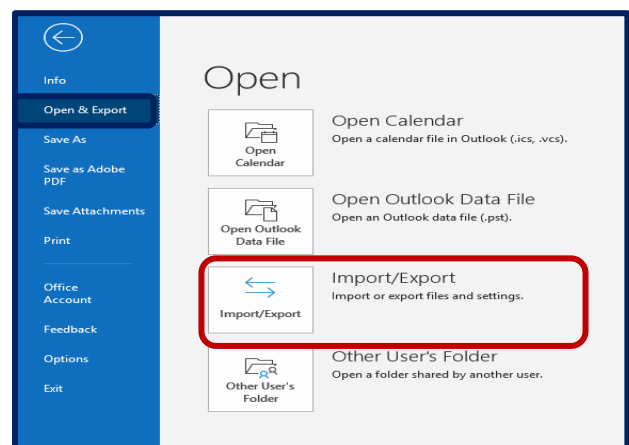 Info
Open & Export
Save As
Save as Adobe
PDF
Save Attachments
Print
Office
Account
Feedback
Options
Exit
Open
Open
Calendar
Open Calendar
Open a calendar file in Outlook (.ics, .vcs).
Open Outlook
Data File
Open Outlook Data File
Open an Outlook data file (.pst).
Import/Export
Import/Export
Import or export files and settings.
Other User's
Folder
Other User's Folder
Open a folder shared by another user.